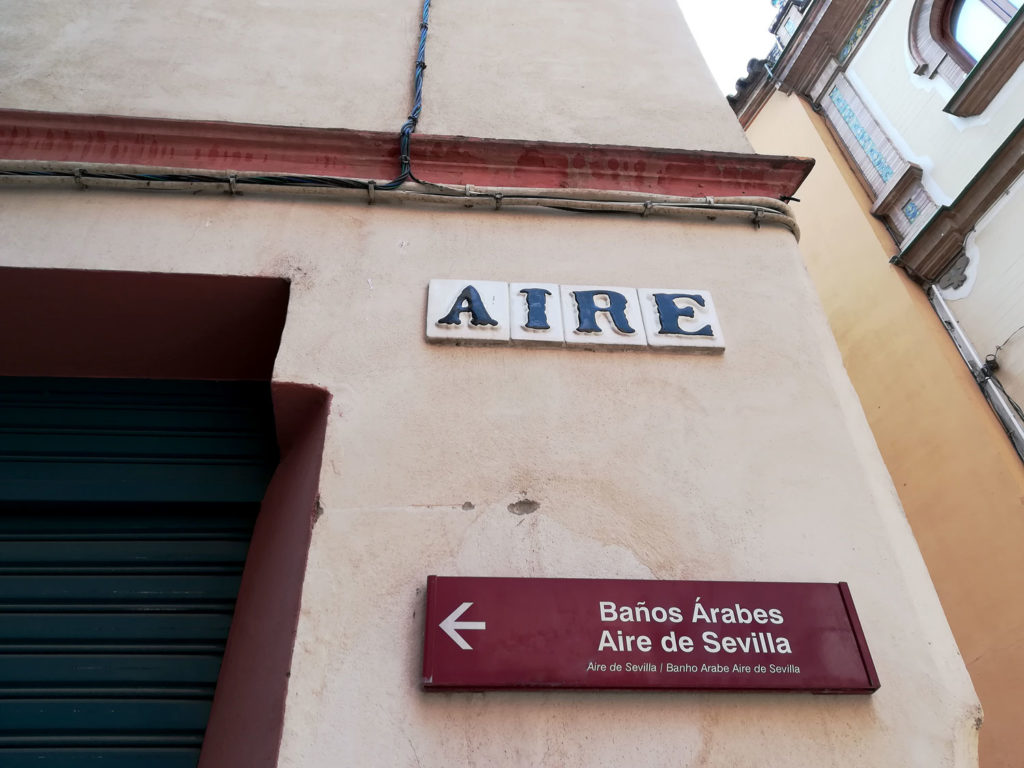 AIRE
Baños Árabes
Aire de Sevilla
Aire de Sevilla | Banho Arabe Aire de Sevilla